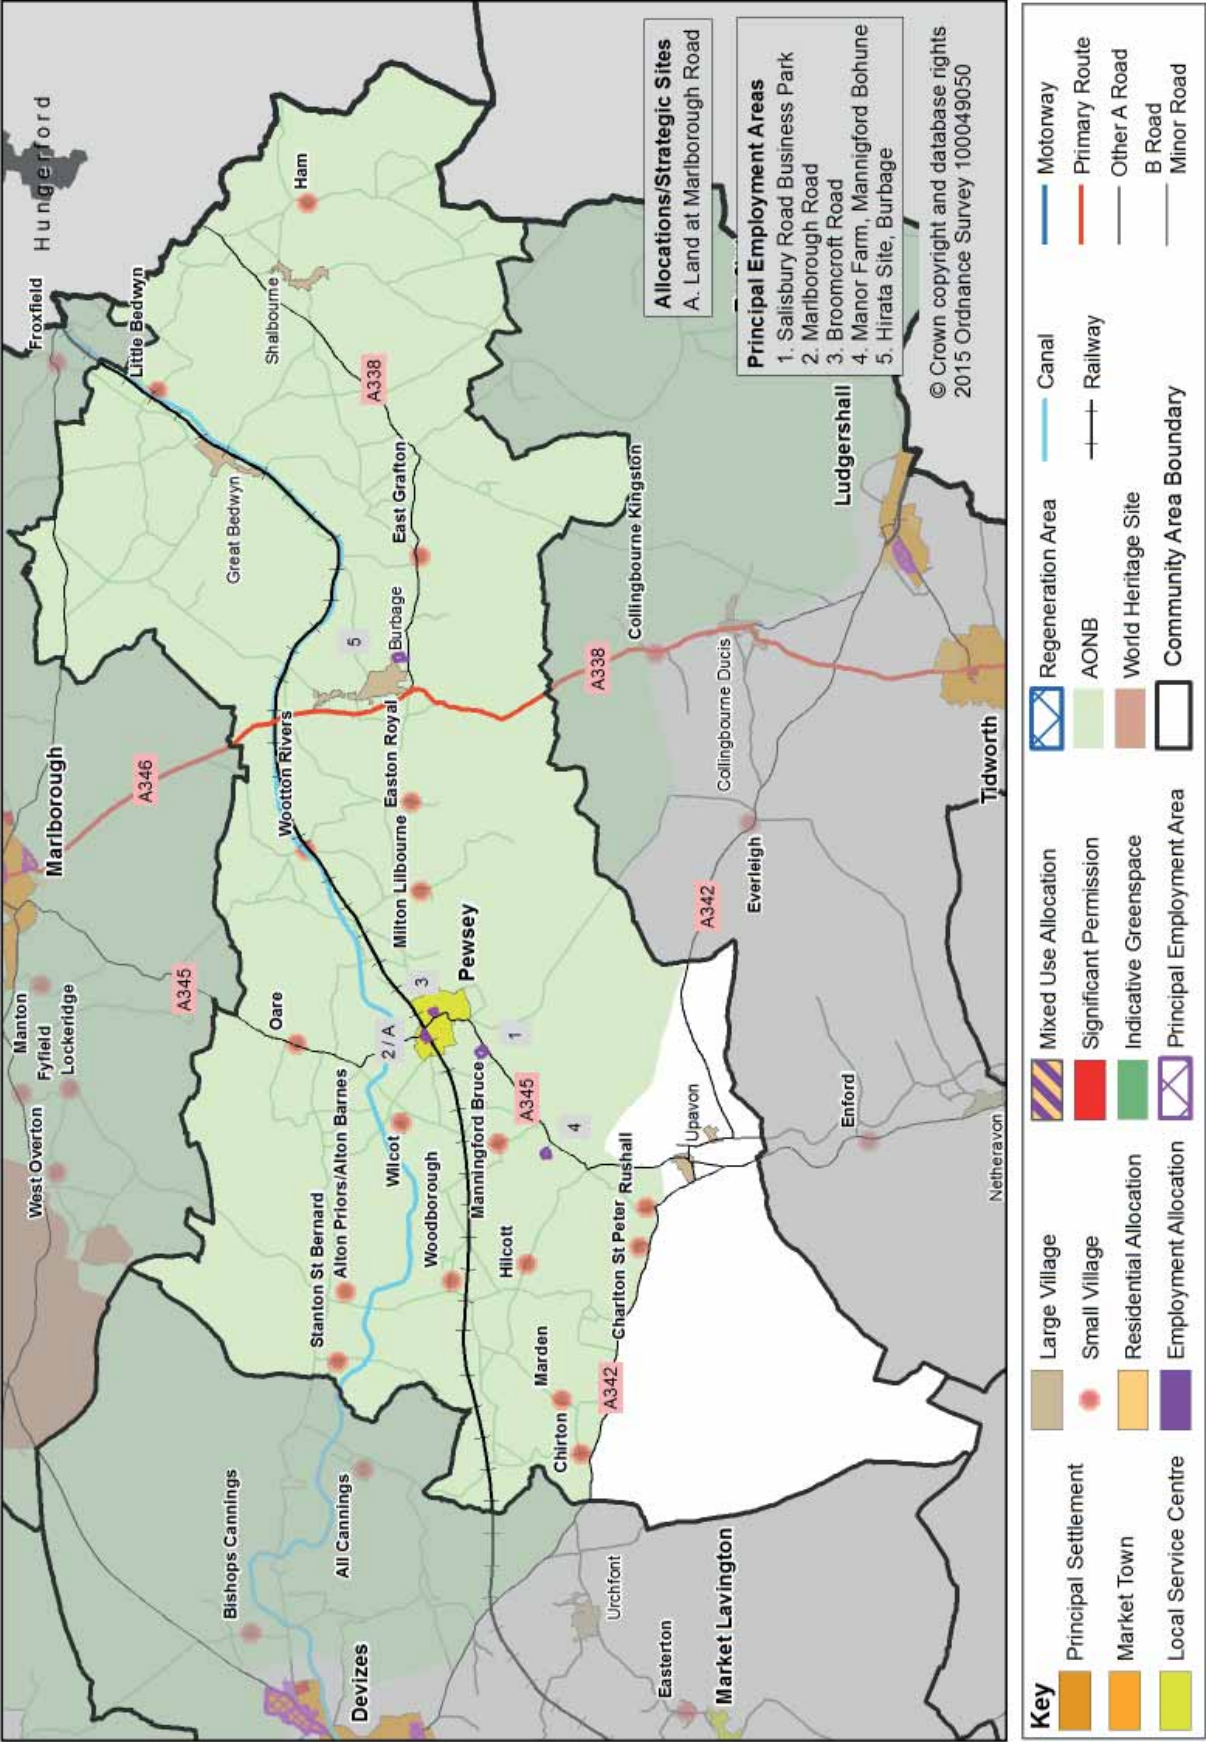 Hungerford
Froxfield
Little Bedwyn
Ham
Shalbourne
A338
Great Bedwyn
East Grafton
5
Burbage
Marlborough
A346
Wootton Rivers
Easton Royal
Milton Lilbourne
A338
Collingbourne Kingston
Collingbourne Ducis
Ludgershall
Tidworth
Manton
Fyfield
Lockeridge
West Overton
A345
Oare
3
Pewsey
2 / A
1
Alton Priors/Alton Barnes
Stanton St Bernard
Wilcot
Woodborough
Manningford Bruce
A345
4
Hilcott
Upavon
Rushall
Charlton St Peter
Marden
Chirton
A342
A342
Everleigh
Enford
Netheravon
Bishops Cannings
All Cannings
Devizes
Urchfont
Easterton
Market Lavington
Allocations/Strategic Sites
A. Land at Marlborough Road
Principal Employment Areas
1. Salisbury Road Business Park
2. Marlborough Road
3. Broomcroft Road
4. Manor Farm, Mannigford Bohune
5. Hirata Site, Burbage
© Crown copyright and database rights
2015 Ordnance Survey 100049050
Key
Principal Settlement
Market Town
Local Service Centre
Large Village
Small Village
Residential Allocation
Employment Allocation
Mixed Use Allocation
Significant Permission
Indicative Greenspace
Principal Employment Area
Regeneration Area
AONB
World Heritage Site
Community Area Boundary
Canal
Railway
Motorway
Primary Route
Other A Road
B Road
Minor Road